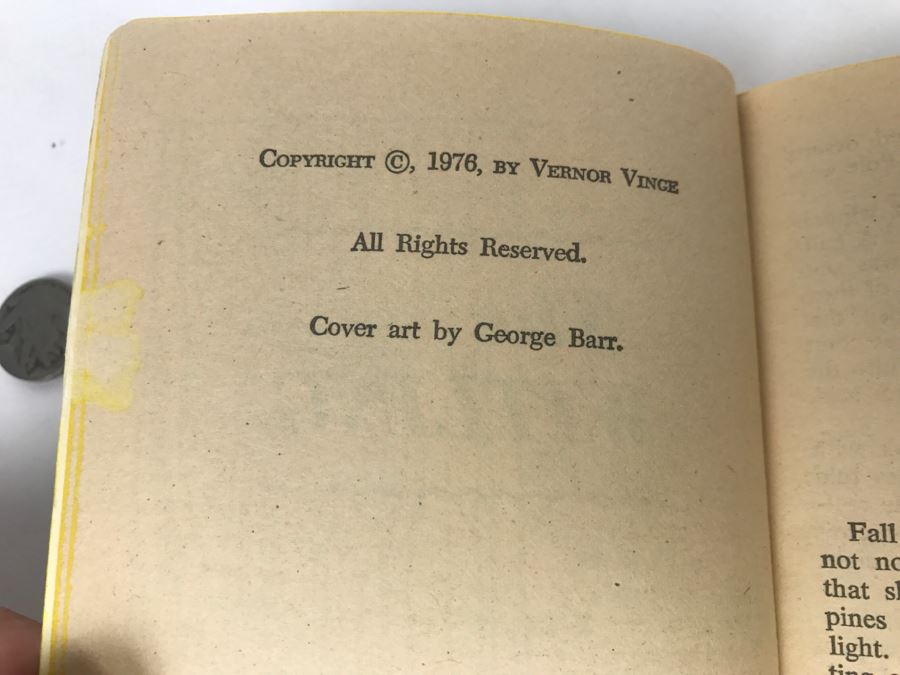 COPYRIGHT ©, 1976, BY VERNOR VINGE
All Rights Reserved.
Cover art by George Barr.
Fall
not
that
pines
light.